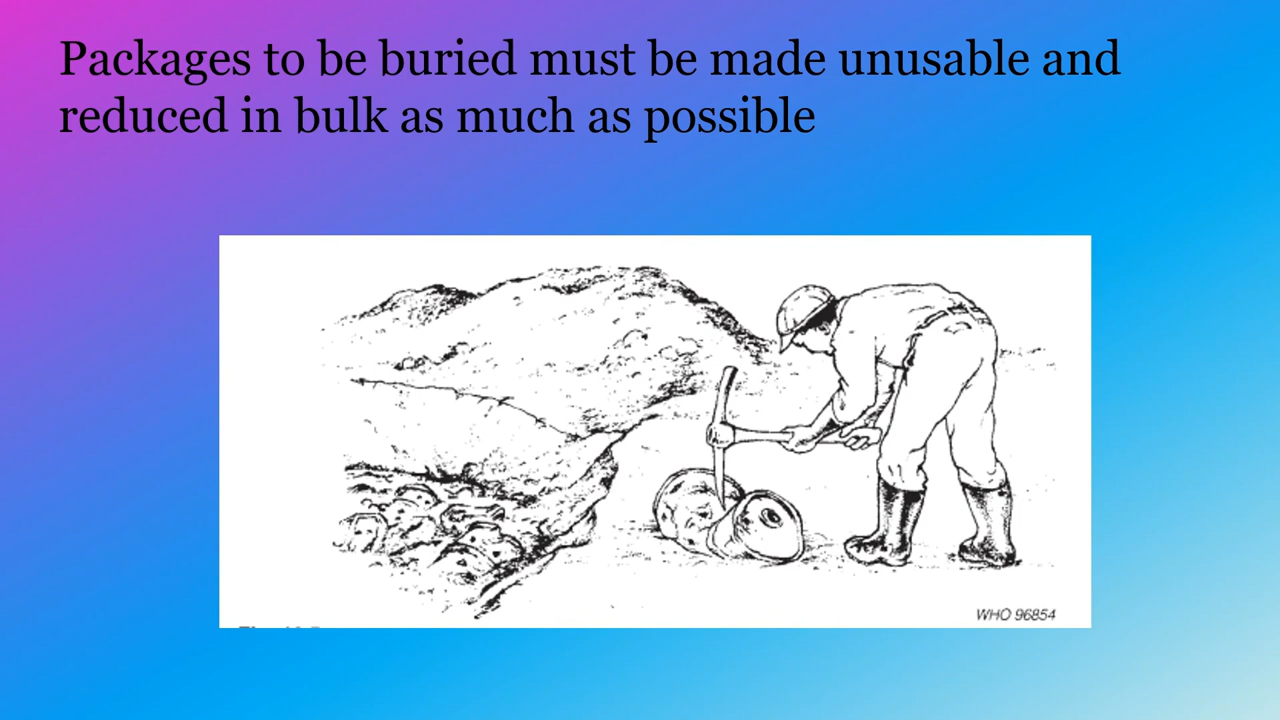 Packages to be buried must be made unusable and
reduced in bulk as much as possible
WHO 96854